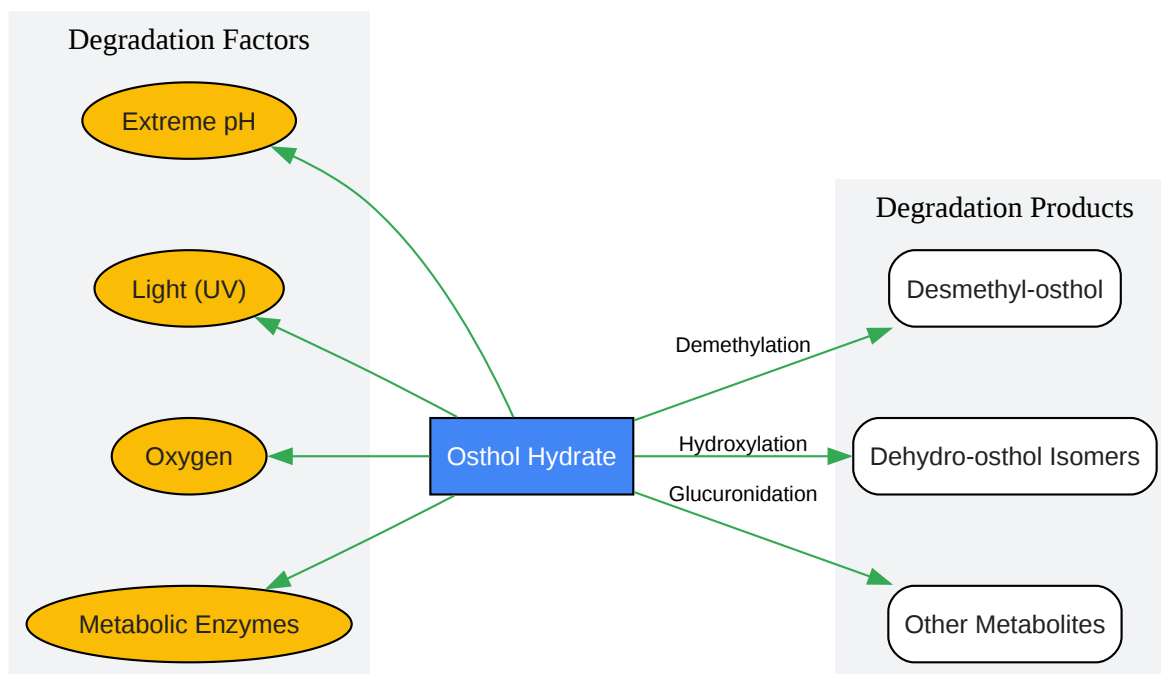 Degradation Factors
Extreme pH
Light (UV)
Oxygen
Metabolic Enzymes
Osthol Hydrate
Demethylation
Hydroxylation
Glucuronidation
Degradation Products
Desmethyl-osthol
Dehydro-osthol Isomers
Other Metabolites